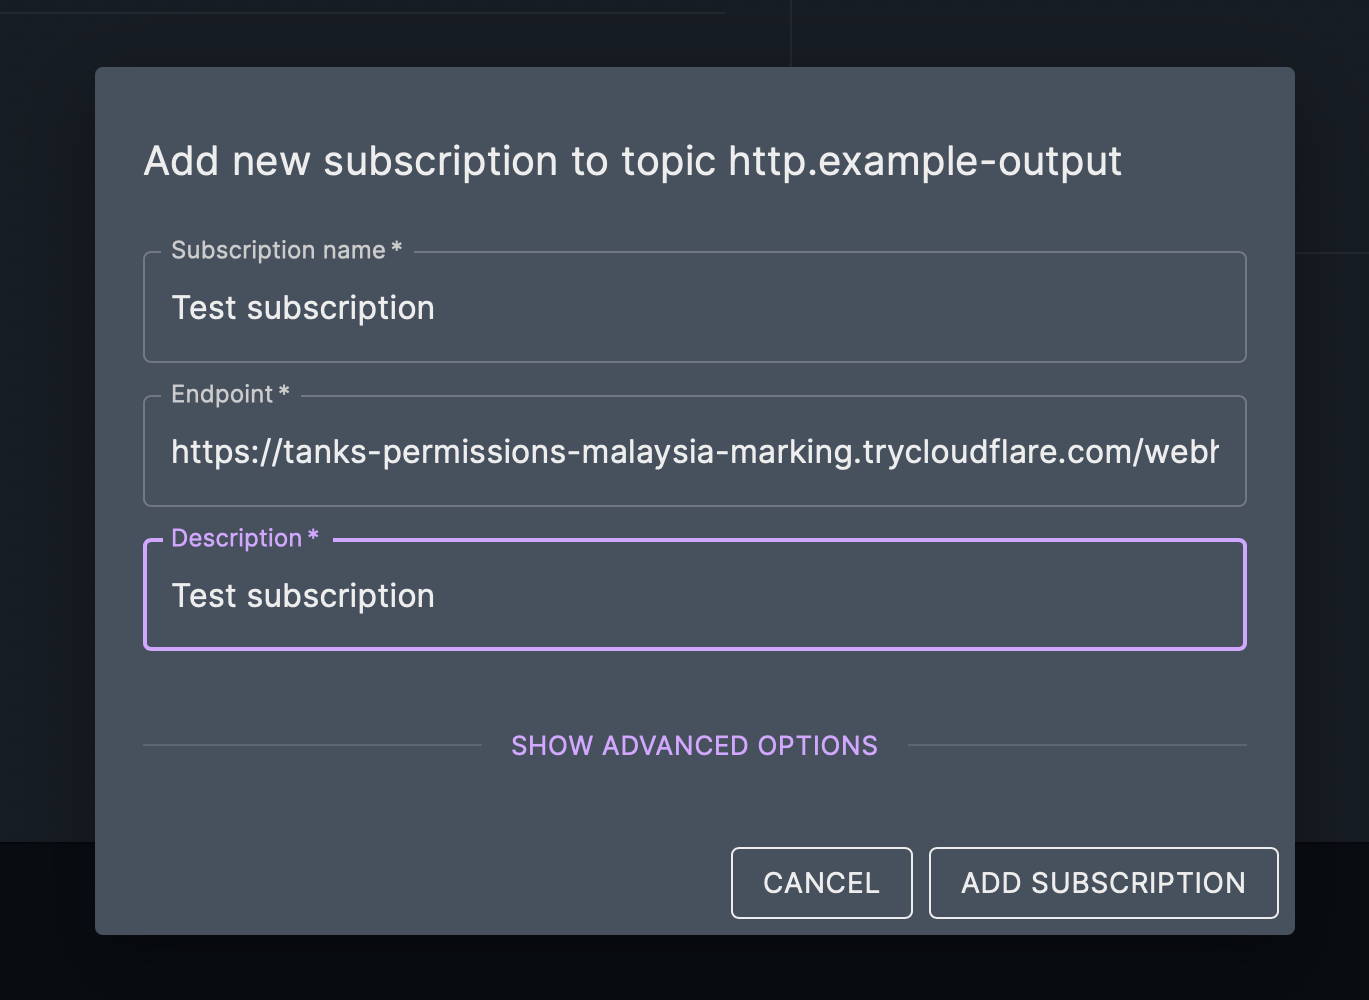 Add new subscription to topic http.example-output
Subscription name *
Test subscription
Endpoint *
https://tanks-permissions-malaysia-marking.trycloudflare.com/web
Description *
Test subscription
SHOW ADVANCED OPTIONS
CANCEL
ADD SUBSCRIPTION